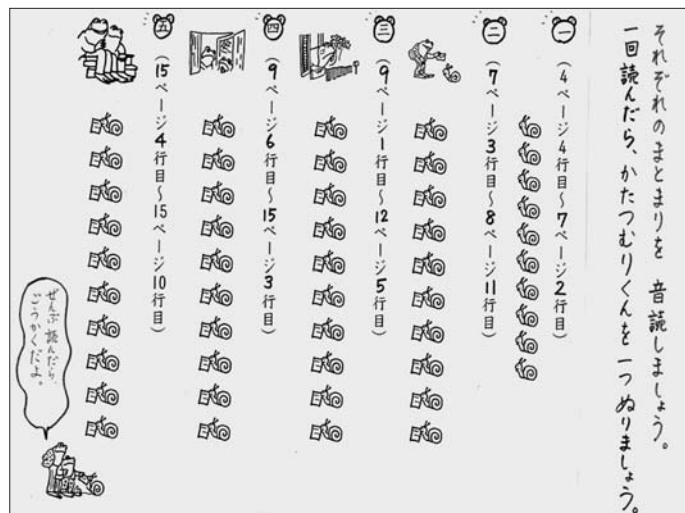 それぞれのまとまりを　音読しましょう。
一回読んだら、かたつむりくんを一つぬりましょう。
一
(4ページ4行目〜7ページ2行目)
二
(7ページ3行目〜8ページ11行目)
三
(9ページ1行目〜12ページ5行目)
四
(9ページ6行目〜15ページ3行目)
五
(15ページ4行目〜15ページ10行目)
ぜんぶ読んだら、
ごうかくだよ。